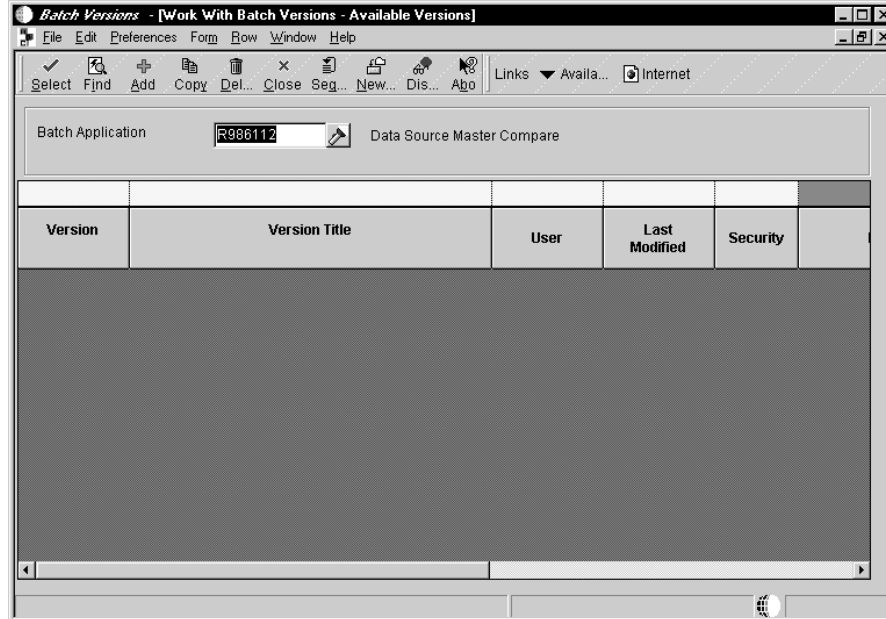 Batch Versions - [Work With Batch Versions - Available Versions]
File Edit Preferences Form Row Window Help
Select Find Add Copy Del... Close Seq... New... Dis... Abo Links Availa... Internet
Batch Application R986112 Data Source Master Compare
Version Version Title User Last Modified Security